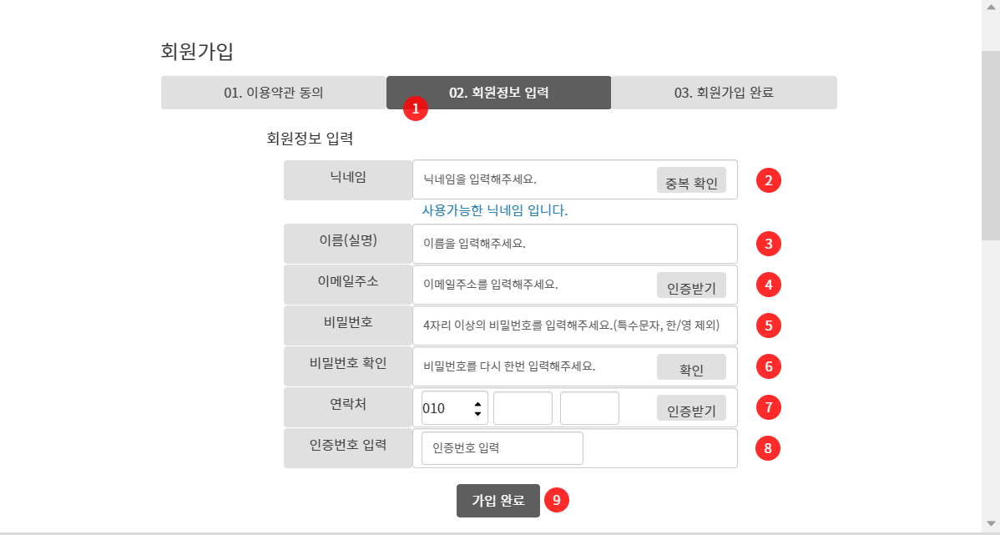 회원가입
01. 이용약관 동의 02. 회원정보 입력 03. 회원가입 완료
1
회원정보 입력
닉네임 닉네임을 입력해주세요. 중복 확인 2
사용가능한 닉네임 입니다.
이름(실명) 이름을 입력해주세요. 3
이메일주소 이메일주소를 입력해주세요. 인증받기 4
비밀번호 4자리 이상의 비밀번호를 입력해주세요.(특수문자, 한/영 제외) 5
비밀번호 확인 비밀번호를 다시 한번 입력해주세요. 확인 6
연락처 010 인증받기 7
인증번호 입력 인증번호 입력 8
가입 완료 9